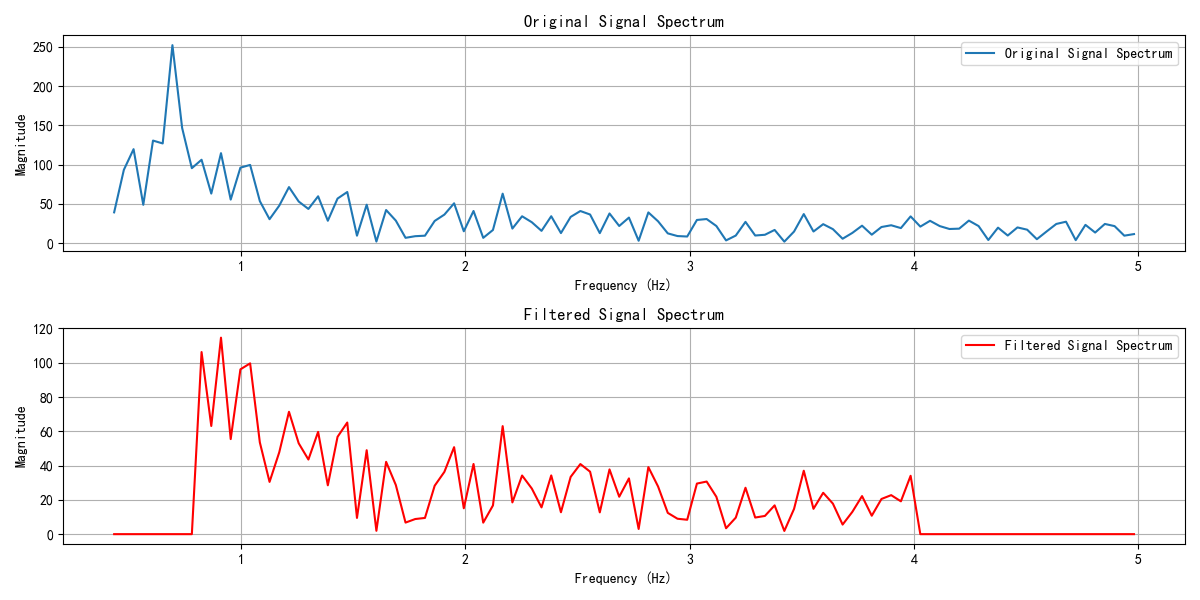 Original Signal Spectrum
250
200
150
100
50
0
Magnitude
Original Signal Spectrum
1 2 3 4 5
Frequency (Hz)
Filtered Signal Spectrum
120
100
80
60
40
20
0
Magnitude
Filtered Signal Spectrum
1 2 3 4 5
Frequency (Hz)